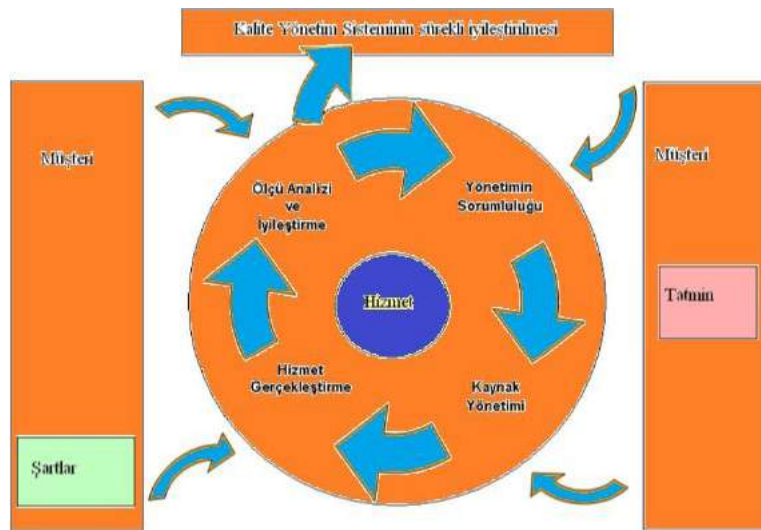 Kalite Yönetim Sisteminin sürekli iyileştirilmesi
Müşteri
Müşteri
Ölçü Analizi
ve
İyileştirme
Yönetimin
Sorumluluğu
Tatmin
Hizmet
Hizmet
Gerçekleştirme
Kaynak
Yönetimi
Şartlar